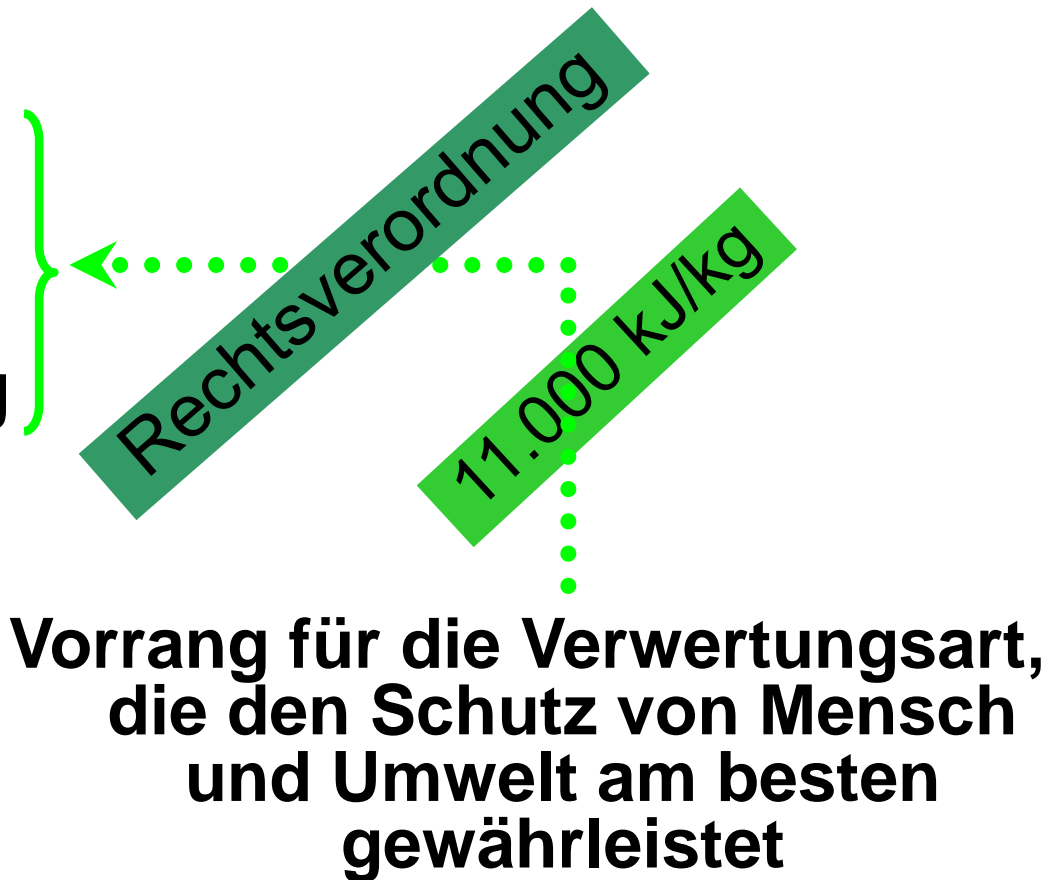 Rechtsverordnung
11.000 kJ/kg
g
Vorrang für die Verwertungsart,
die den Schutz von Mensch
und Umwelt am besten
gewährleistet